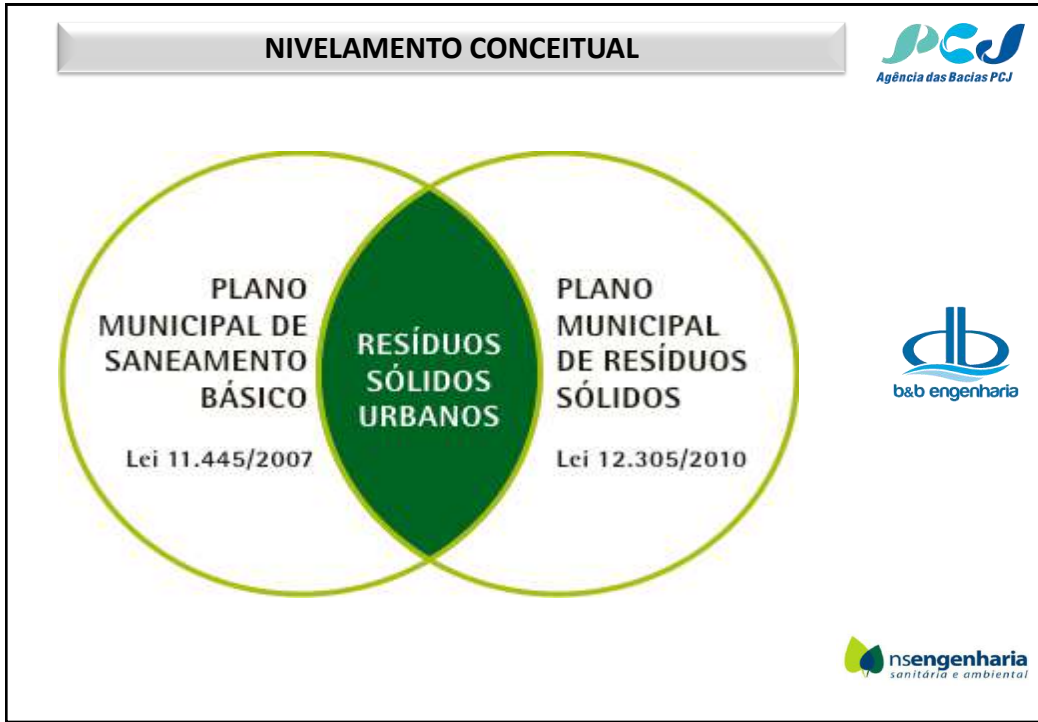 NIVELAMENTO CONCEITUAL
PCJ
Agência das Bacias PCJ
PLANO
MUNICIPAL DE
SANEAMENTO
BÁSICO
Lei 11.445/2007
RESÍDUOS
SÓLIDOS
URBANOS
PLANO
MUNICIPAL
DE RESÍDUOS
SÓLIDOS
Lei 12.305/2010
b&b engenharia
nsengenharia
sanitária e ambiental